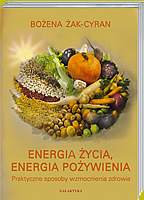 BOŻENA ŻAK-CYRAN
ENERGIA ŻYCIA,
ENERGIA POŻYWIENIA
Praktyczne sposoby wzmocnienia zdrowia
GALAKTYKA